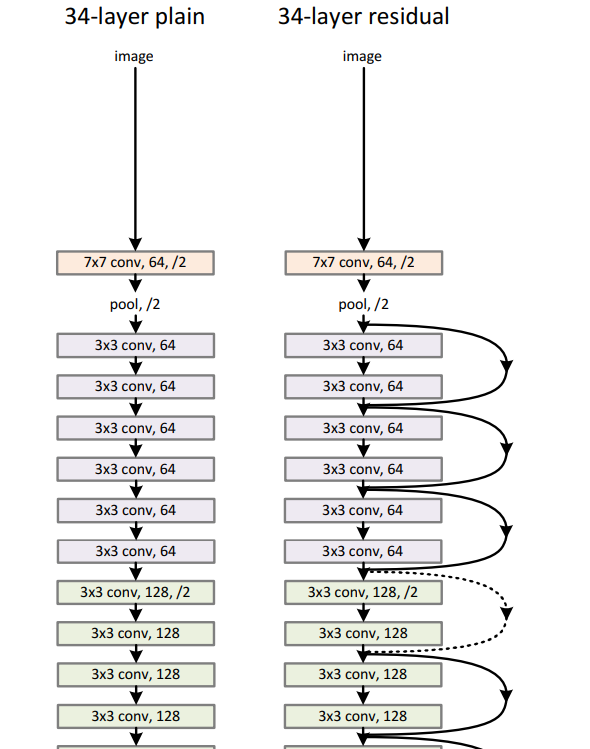 34-layer plain
image
7x7 conv, 64, /2
pool, /2
3x3 conv, 64
3x3 conv, 64
3x3 conv, 64
3x3 conv, 64
3x3 conv, 64
3x3 conv, 64
3x3 conv, 128, /2
3x3 conv, 128
3x3 conv, 128
3x3 conv, 128
34-layer residual
image
7x7 conv, 64, /2
pool, /2
3x3 conv, 64
3x3 conv, 64
3x3 conv, 64
3x3 conv, 64
3x3 conv, 64
3x3 conv, 64
3x3 conv, 128, /2
3x3 conv, 128
3x3 conv, 128
3x3 conv, 128